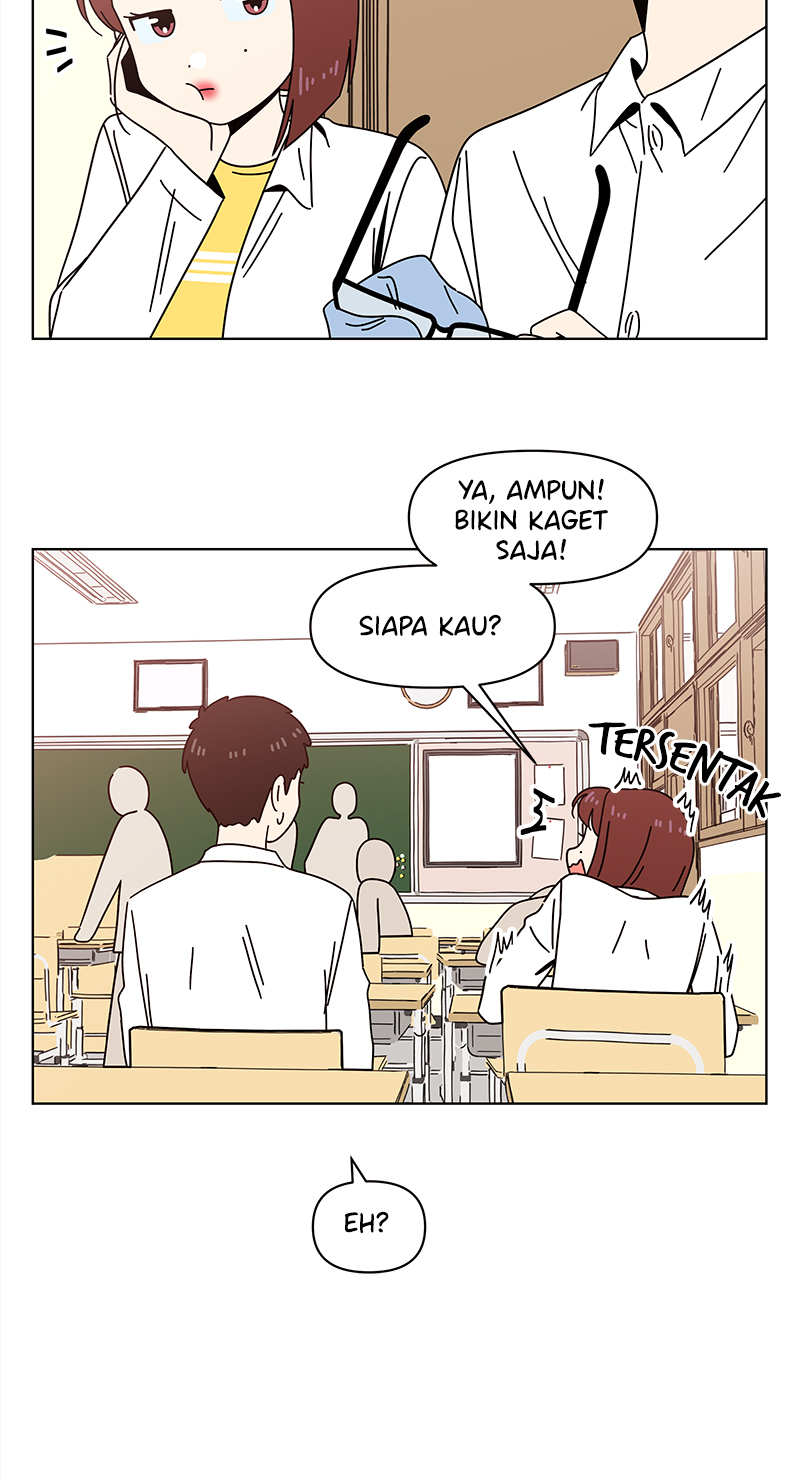 YA, AMPUN!
BIKIN KAGET
SAJA!
SIAPA KAU?
TERSENTAK
EH?